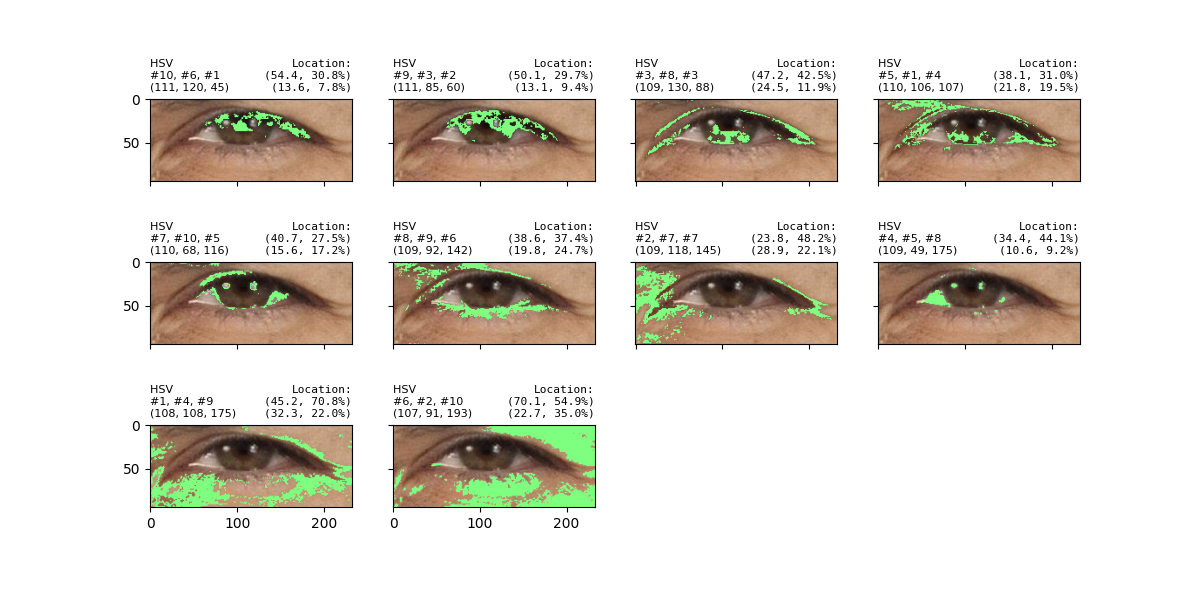 HSV Location:
#10, #6, #1 (54.4, 30.8%)
(111, 120, 45) (13.6, 7.8%)
HSV Location:
#9, #3, #2 (50.1, 29.7%)
(111, 85, 60) (13.1, 9.4%)
HSV Location:
#3, #8, #3 (47.2, 42.5%)
(109, 130, 88) (24.5, 11.9%)
HSV Location:
#5, #1, #4 (38.1, 31.0%)
(110, 106, 107) (21.8, 19.5%)
0
50
HSV Location:
#7, #10, #5 (40.7, 27.5%)
(110, 68, 116) (15.6, 17.2%)
HSV Location:
#8, #9, #6 (38.6, 37.4%)
(109, 92, 142) (19.8, 24.7%)
HSV Location:
#2, #7, #7 (23.8, 48.2%)
(109, 118, 145) (28.9, 22.1%)
HSV Location:
#4, #5, #8 (34.4, 44.1%)
(109, 49, 175) (10.6, 9.2%)
0
50
HSV Location:
#1, #4, #9 (45.2, 70.8%)
(108, 108, 175) (32.3, 22.0%)
HSV Location:
#6, #2, #10 (70.1, 54.9%)
(107, 91, 193) (22.7, 35.0%)
0
50
0 100 200
0 100 200